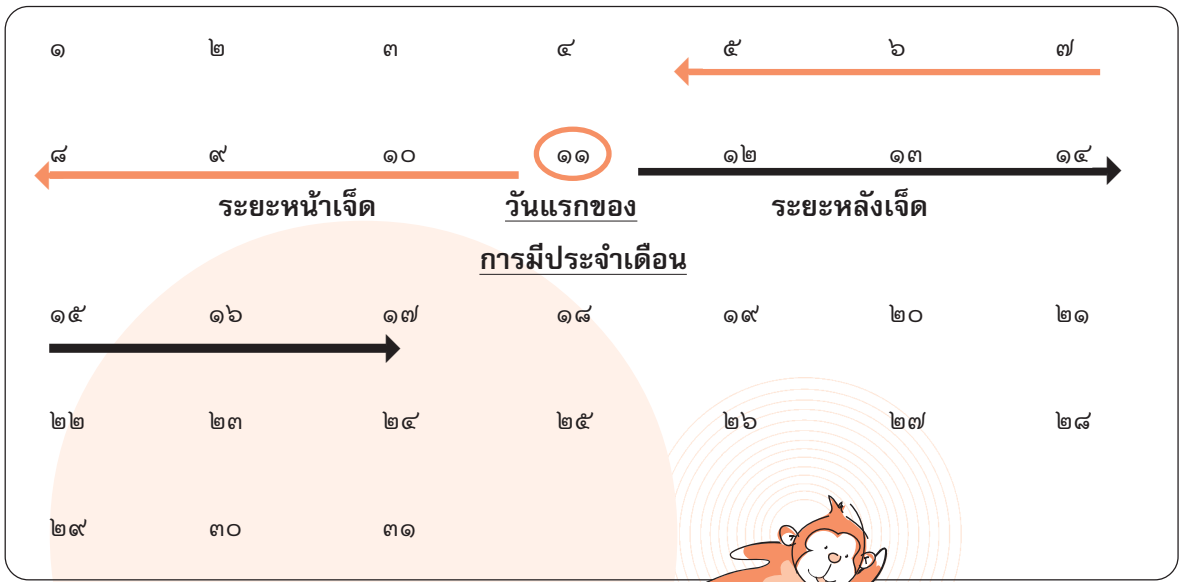 ๑ ๒ ๓ ๔ ๕ ๖ ๗
๘ ๙ ๑๐ ๑๑ ๑๒ ๑๓ ๑๔
ระยะหน้าเจ็ด วันแรกของ ระยะหลังเจ็ด
การมีประจำเดือน
๑๕ ๑๖ ๑๗ ๑๘ ๑๙ ๒๐ ๒๑
๒๒ ๒๓ ๒๔ ๒๕ ๒๖ ๒๗ ๒๘
๒๙ ๓๐ ๓๑